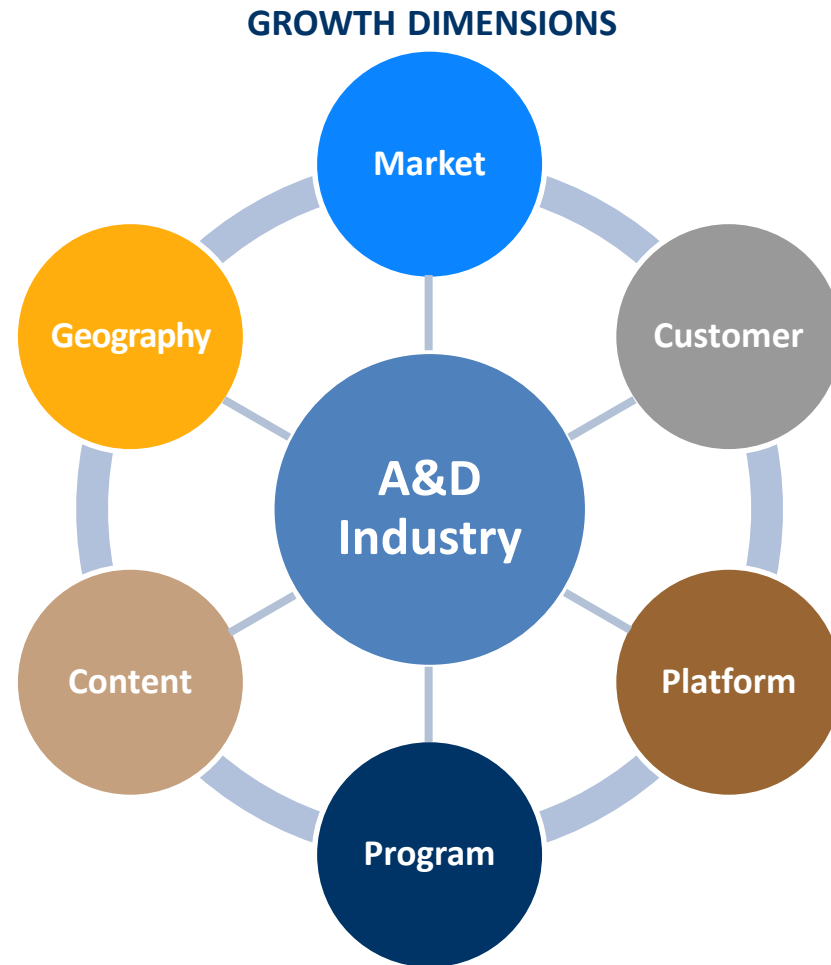 GROWTH DIMENSIONS
Market
Geography
Customer
A&D
Industry
Content
Platform
Program